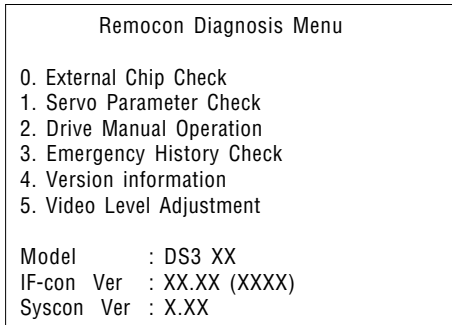 Remocon Diagnosis Menu
0. External Chip Check
1. Servo Parameter Check
2. Drive Manual Operation
3. Emergency History Check
4. Version information
5. Video Level Adjustment
Model : DS3 XX
IF-con Ver : XX.XX (XXXX)
Syscon Ver : X.XX